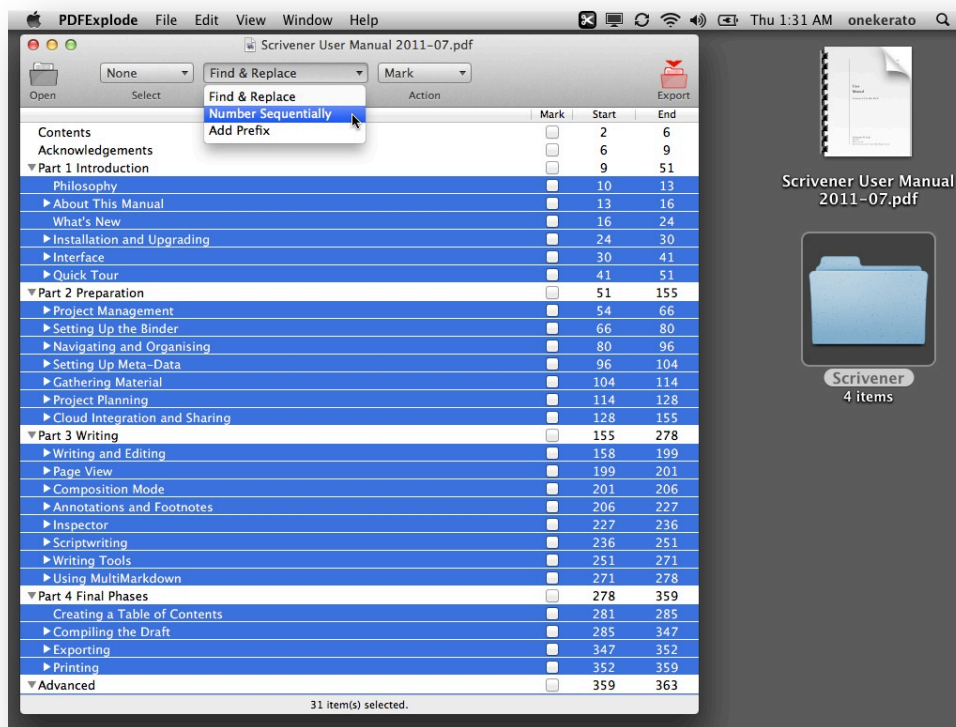 PDFExplode File Edit View Window Help Thu 1:31 AM onekerato
Scrivener User Manual 2011-07.pdf
None Find & Replace Mark
Open Select Action Export
Find & Replace
Number Sequentially
Add Prefix
Mark Start End
Contents 2 6
Acknowledgements 6 9
Part 1 Introduction 9 51
Philosophy 10 13
About This Manual 13 16
What's New 16 24
Installation and Upgrading 24 30
Interface 30 41
Quick Tour 41 51
Part 2 Preparation 51 155
Project Management 54 66
Setting Up the Binder 66 80
Navigating and Organising 80 96
Setting Up Meta-Data 96 104
Gathering Material 104 114
Project Planning 114 128
Cloud Integration and Sharing 128 155
Part 3 Writing 155 278
Writing and Editing 158 199
Page View 199 201
Composition Mode 201 206
Annotations and Footnotes 206 227
Inspector 227 236
Scriptwriting 236 251
Writing Tools 251 271
Using MultiMarkdown 271 278
Part 4 Final Phases 278 359
Creating a Table of Contents 281 285
Compiling the Draft 285 347
Exporting 347 352
Printing 352 359
Advanced 359 363
31 item(s) selected.
Scrivener User Manual
2011-07.pdf
Scrivener
4 items